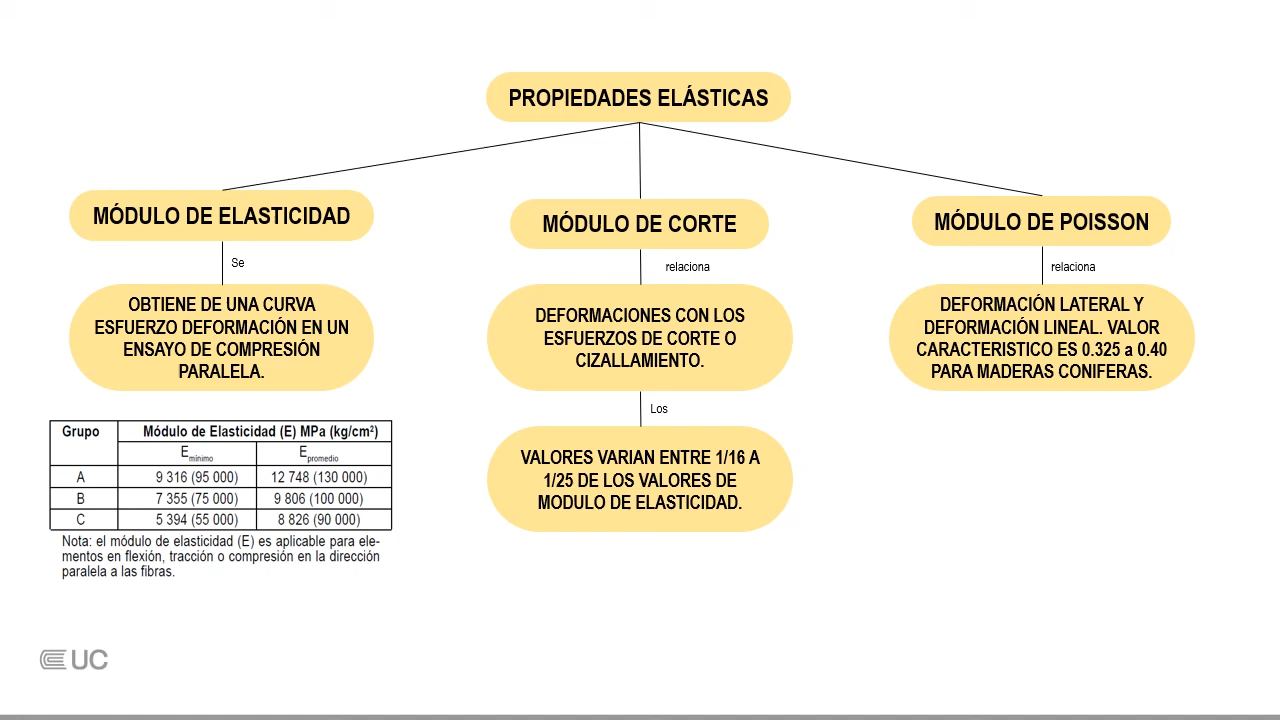 PROPIEDADES ELÁSTICAS
MÓDULO DE ELASTICIDAD
Se
OBTIENE DE UNA CURVA
ESFUERZO DEFORMACIÓN EN UN
ENSAYO DE COMPRESIÓN
PARALELA.
Grupo Módulo de Elasticidad (E) MPa (kg/cm²)
Emínimo Epromedio
A 9 316 (95 000) 12 748 (130 000)
B 7 355 (75 000) 9 806 (100 000)
C 5 394 (55 000) 8 826 (90 000)
Nota: el módulo de elasticidad (E) es aplicable para ele-
mentos en flexión, tracción o compresión en la dirección
paralela a las fibras.
MÓDULO DE CORTE
relaciona
DEFORMACIONES CON LOS
ESFUERZOS DE CORTE O
CIZALLAMIENTO.
Los
VALORES VARIAN ENTRE 1/16 A
1/25 DE LOS VALORES DE
MODULO DE ELASTICIDAD.
MÓDULO DE POISSON
relaciona
DEFORMACIÓN LATERAL Y
DEFORMACIÓN LINEAL. VALOR
CARACTERISTICO ES 0.325 a 0.40
PARA MADERAS CONIFERAS.
UC